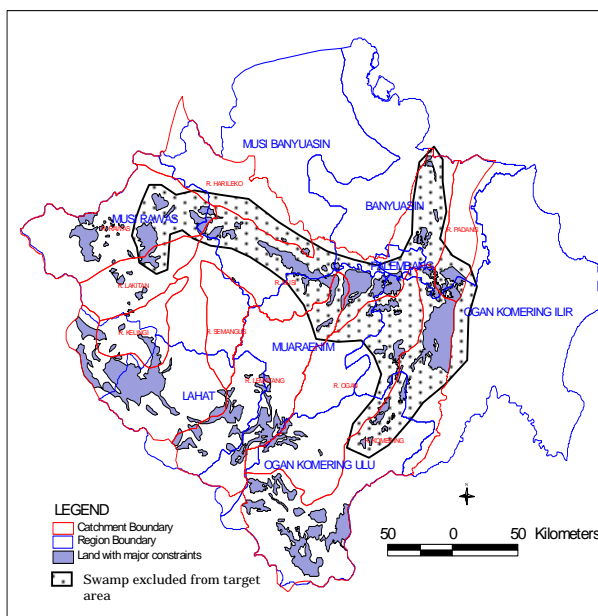 MUSI BANYUASIN
R. HARILEKO
BANYUASIN
MUSI RAWAS
R. PADANG
PALEMBANG
R. LAKITAN
OGAN KOMERING ILIR
R. KELINGI
R. SEMANGUS
MUARAENIM
R. LEMATANG
R. OGAN
LAHAT
OGAN KOMERING ULU
N
LEGEND
Catchment Boundary
Region Boundary
Land with major constraints
Swamp excluded from target
area
50 0 50 Kilometers